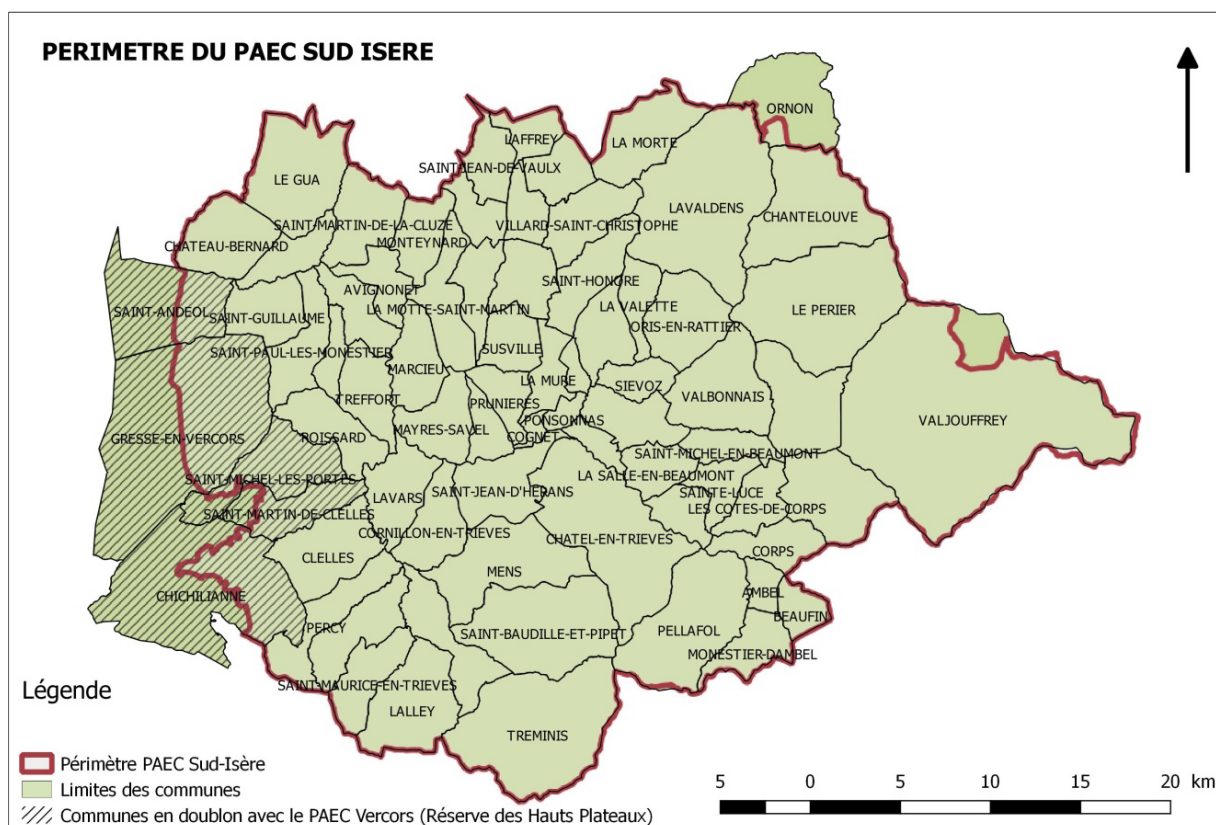 PERIMETRE DU PAEC SUD ISERE
ORNON
LAFFREY
LA MORTE
SAINT-JEAN-DE-VAULX
LE GUA
LAVALDENS
CHANTELOUVE
SAINT-MARTIN-DE-LA-CLUZE
VILLARD-SAINT-CHRISTOPHE
CHATEAU-BERNARD
MONTEYNARD
SAINT-HONORE
AVIGNONET
LA VALETTE
LE PERIER
SAINT-ANDEOL
SAINT-GUILLAUME
LA MOTTE-SAINT-MARTIN
ORIS-EN-RATTIER
SAINT-PAUL-LES-MONESTIER
SUSVILLE
MARCIEU
LA MURE
SIEVOZ
VALBONNAIS
TREFFORT
PRUNIERES
PONSONNAS
VALJOUFFREY
GRESSE-EN-VERCORS
ROISSARD
MAYRES-SAVEL
COGNET
SAINT-MICHEL-EN-BEAUMONT
SAINT-MICHEL-LES-PORTES
LA SALLE-EN-BEAUMONT
LAVARS
SAINT-JEAN-D'HERANS
SAINTE-LUCE
SAINT-MARTIN-DE-CLELLES
LES COTES-DE-CORPS
CORNILLON-EN-TRIEVES
CHATEL-EN-TRIEVES
CLELLES
CORPS
MENS
CHICHILIANNE
AMBEL
BEAUFIN
PERCY
SAINT-BAUDILLE-ET-PIPET
PELLAFOL
MONESTIER-DAMBEL
SAINT-MAURICE-EN-TRIEVES
LALLEY
TREMINIS
Légende
Périmètre PAEC Sud-Isère
Limites des communes
Communes en doublon avec le PAEC Vercors (Réserve des Hauts Plateaux)
5 0 5 10 15 20 km